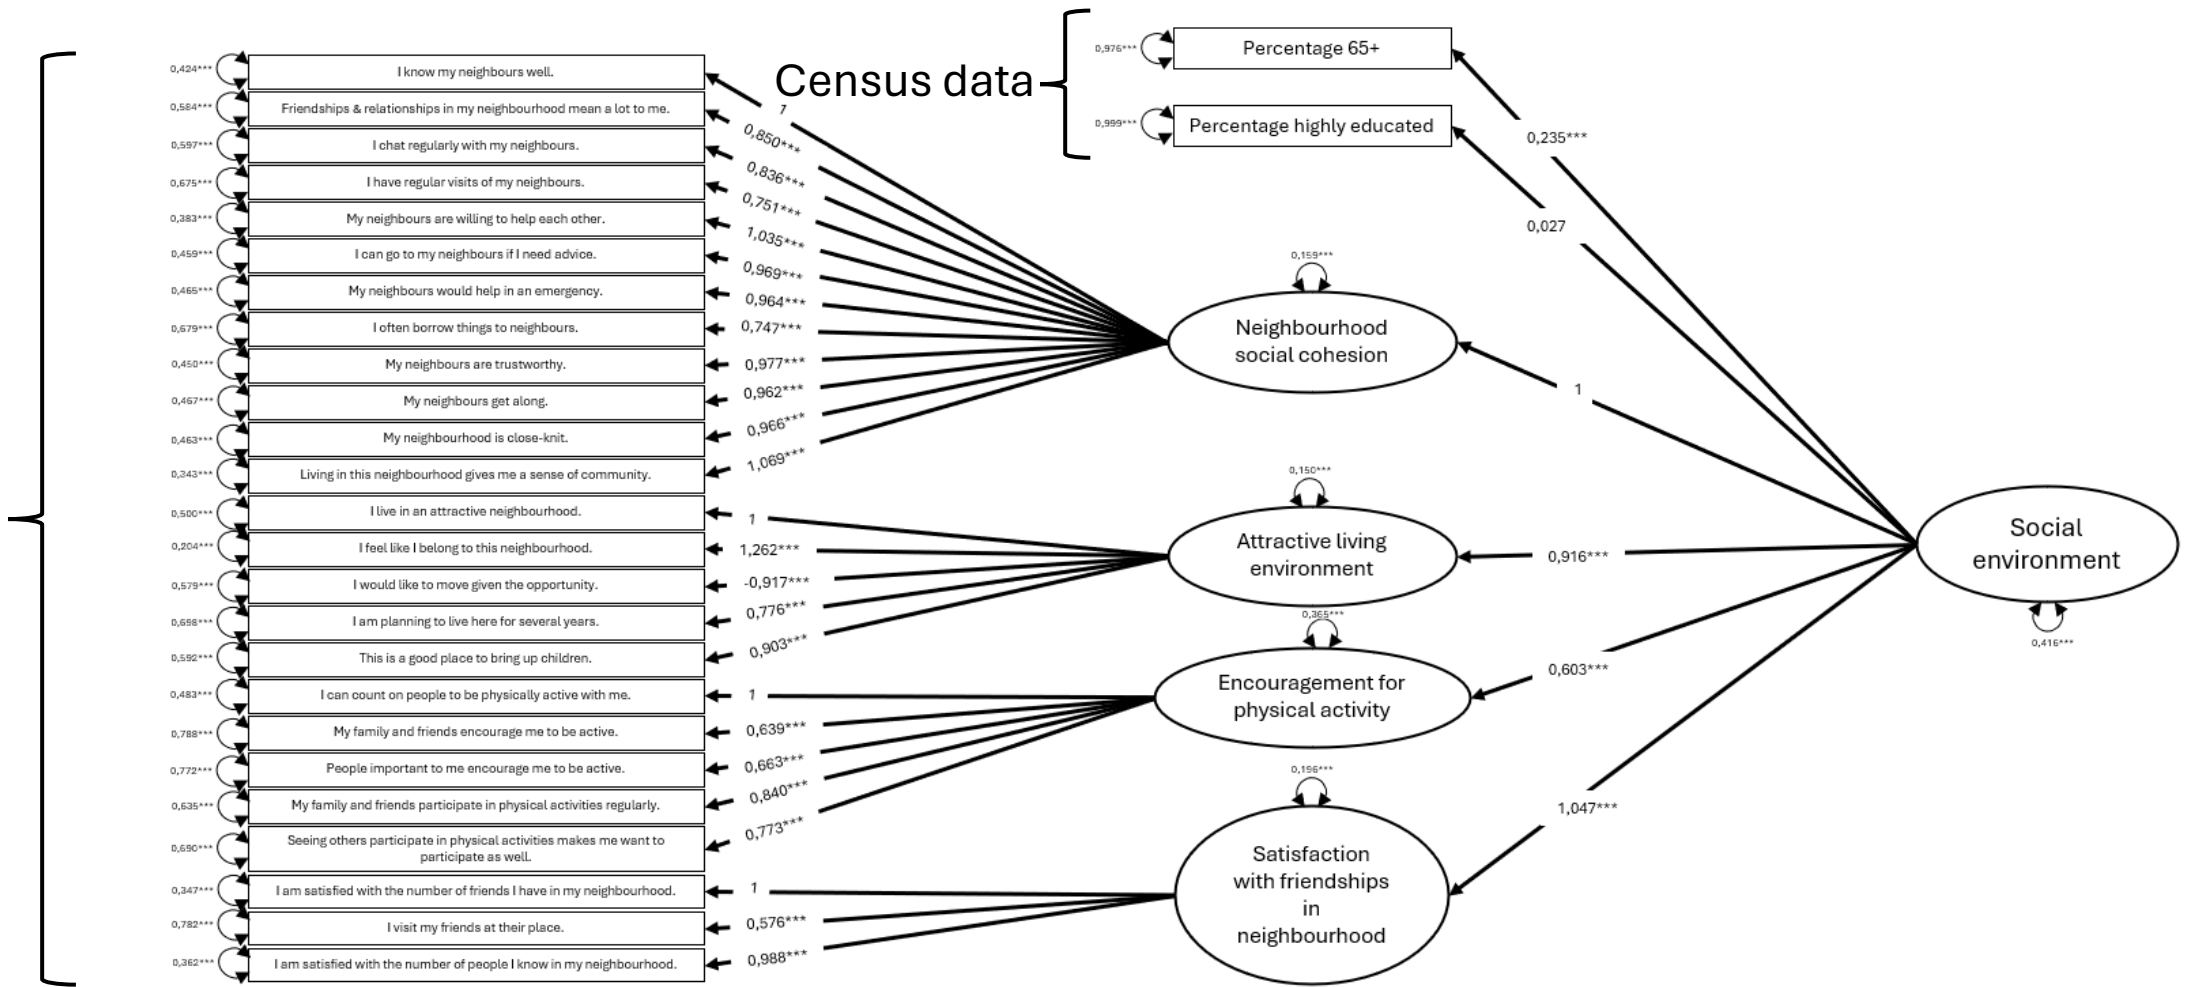 Census data
0,976***
Percentage 65+
0,999***
Percentage highly educated
0,235***
0,027
0,424***
I know my neighbours well.
1
0,584***
Friendships & relationships in my neighbourhood mean a lot to me.
0,850***
0,597***
I chat regularly with my neighbours.
0,836***
0,675***
I have regular visits of my neighbours.
0,751***
0,383***
My neighbours are willing to help each other.
1,035***
0,459***
I can go to my neighbours if I need advice.
0,969***
0,465***
My neighbours would help in an emergency.
0,964***
0,679***
I often borrow things to neighbours.
0,747***
0,450***
My neighbours are trustworthy.
0,977***
0,467***
My neighbours get along.
0,962***
0,463***
My neighbourhood is close-knit.
0,966***
0,343***
Living in this neighbourhood gives me a sense of community.
1,069***
0,500***
I live in an attractive neighbourhood.
1
0,204***
I feel like I belong to this neighbourhood.
1,262***
0,579***
I would like to move given the opportunity.
-0,917***
0,698***
I am planning to live here for several years.
0,776***
0,592***
This is a good place to bring up children.
0,903***
0,483***
I can count on people to be physically active with me.
1
0,788***
My family and friends encourage me to be active.
0,639***
0,772***
People important to me encourage me to be active.
0,663***
0,635***
My family and friends participate in physical activities regularly.
0,840***
0,690***
Seeing others participate in physical activities makes me want to
participate as well.
0,773***
0,347***
I am satisfied with the number of friends I have in my neighbourhood.
1
0,782***
I visit my friends at their place.
0,576***
0,362***
I am satisfied with the number of people I know in my neighbourhood.
0,988***
0,159***
Neighbourhood
social cohesion
1
0,150***
Attractive living
environment
0,916***
0,365***
Encouragement for
physical activity
0,603***
0,196***
Satisfaction
with friendships
in
neighbourhood
1,047***
Social
environment
0,416***